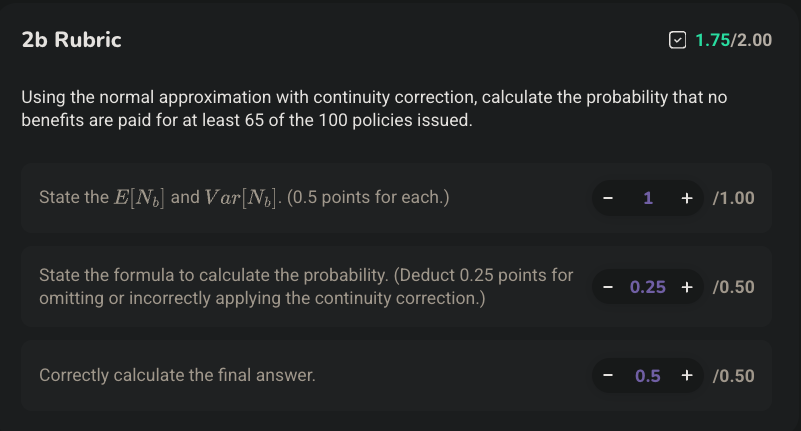 2b Rubric
1.75/2.00
Using the normal approximation with continuity correction, calculate the probability that no
benefits are paid for at least 65 of the 100 policies issued.
State the E[N_b] and Var[N_b]. (0.5 points for each.)
− 1 + /1.00
State the formula to calculate the probability. (Deduct 0.25 points for
omitting or incorrectly applying the continuity correction.)
− 0.25 + /0.50
Correctly calculate the final answer.
− 0.5 + /0.50